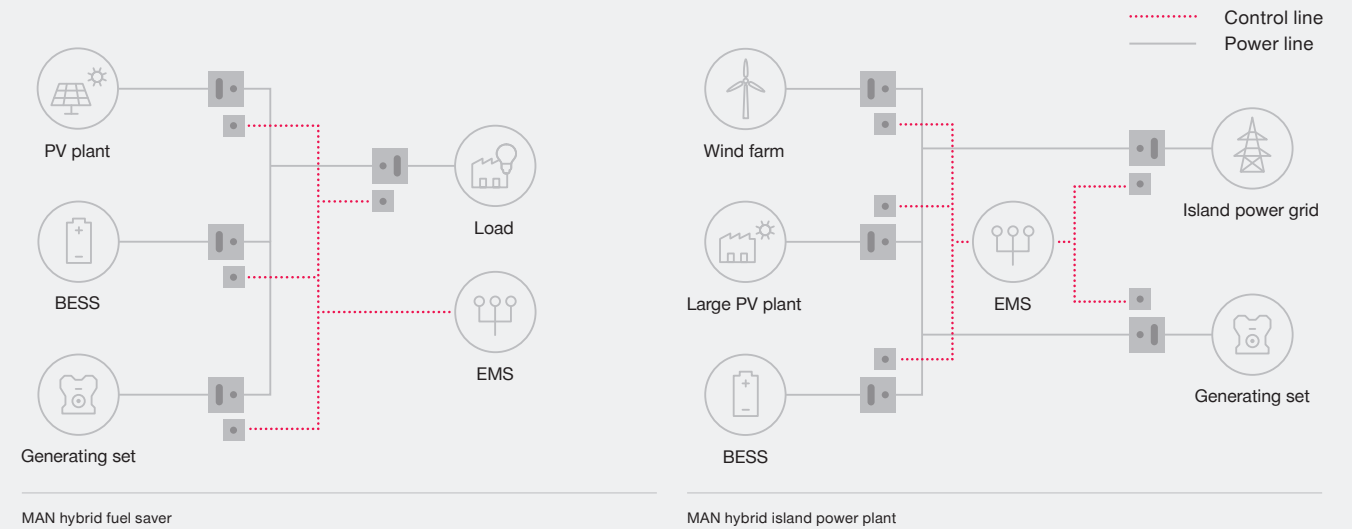 Control line
Power line
PV plant
Load
BESS
EMS
Generating set
MAN hybrid fuel saver
Wind farm
Island power grid
Large PV plant
EMS
Generating set
BESS
MAN hybrid island power plant